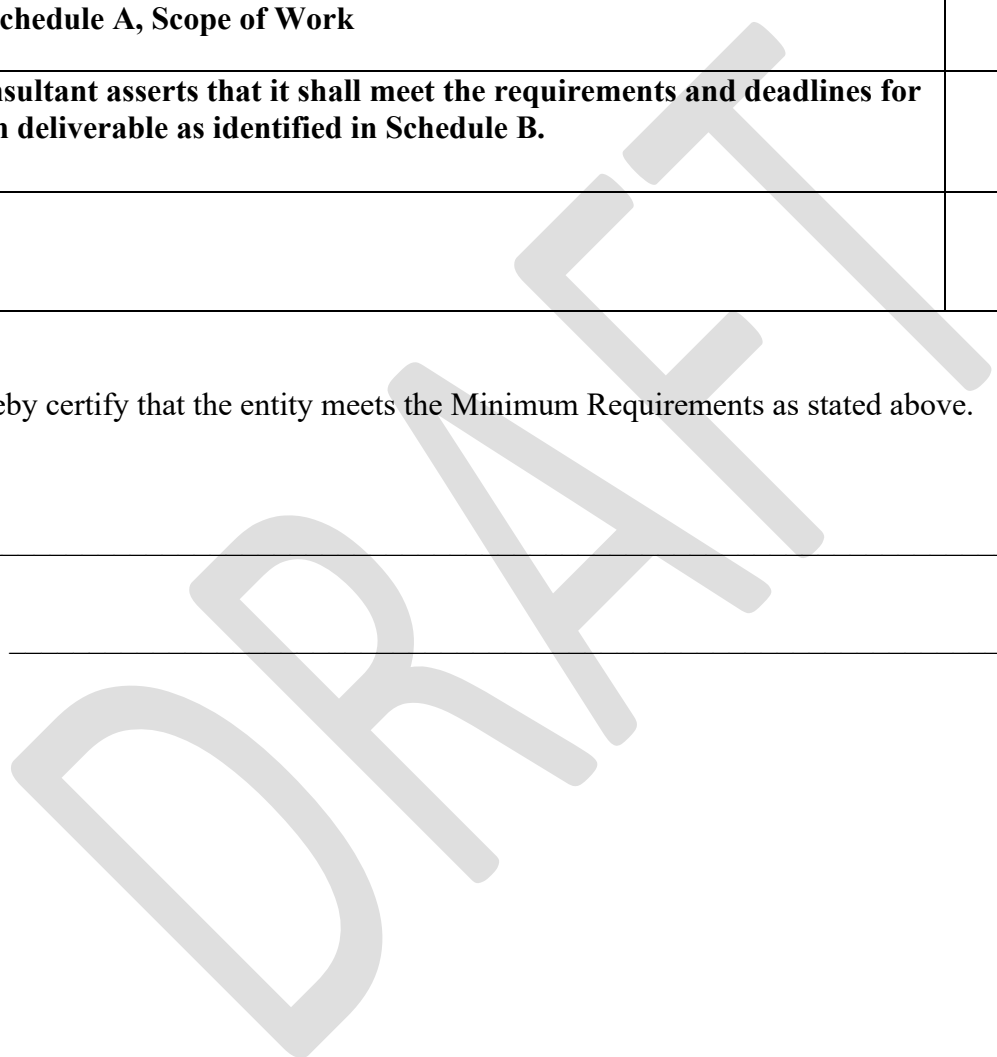 chedule A, Scope of Work
nsultant asserts that it shall meet the requirements and deadlines for
deliverable as identified in Schedule B.
eby certify that the entity meets the Minimum Requirements as stated above.
DRAFT